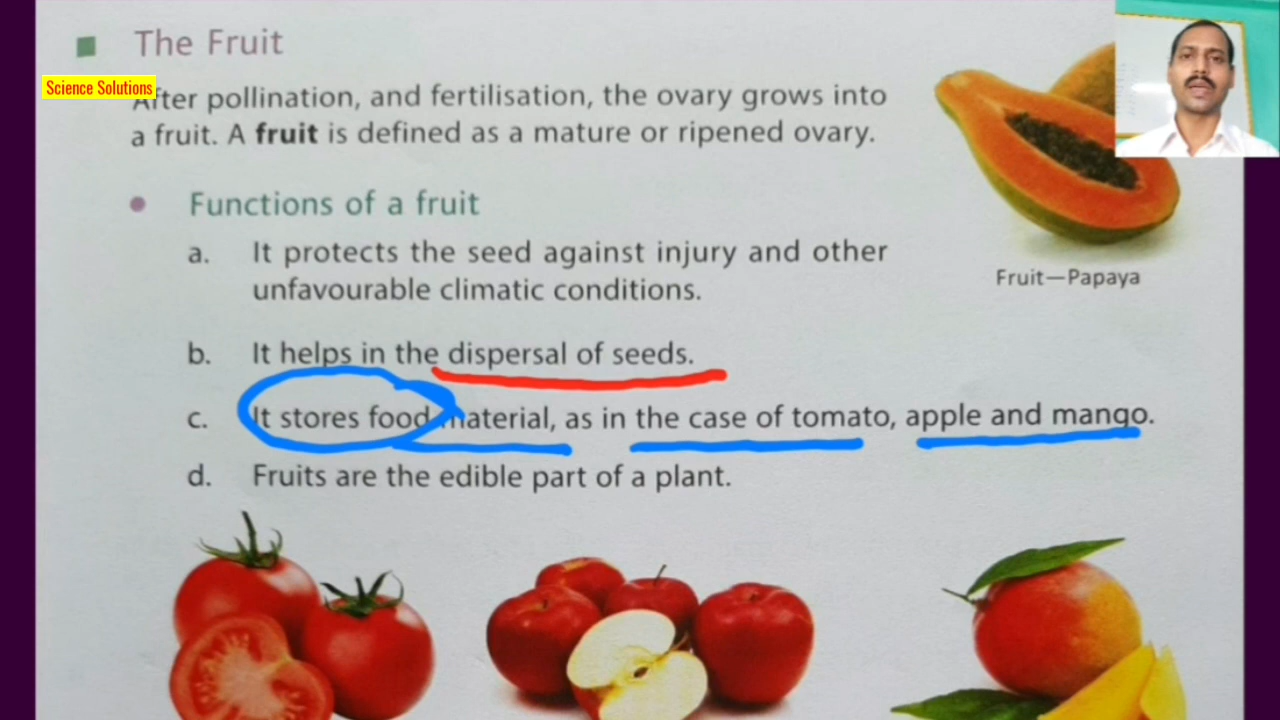 The Fruit
Science Solutions
After pollination, and fertilisation, the ovary grows into
a fruit. A fruit is defined as a mature or ripened ovary.
Functions of a fruit
a. It protects the seed against injury and other
unfavourable climatic conditions.
Fruit—Papaya
b. It helps in the dispersal of seeds.
c. It stores food material, as in the case of tomato, apple and mango.
d. Fruits are the edible part of a plant.